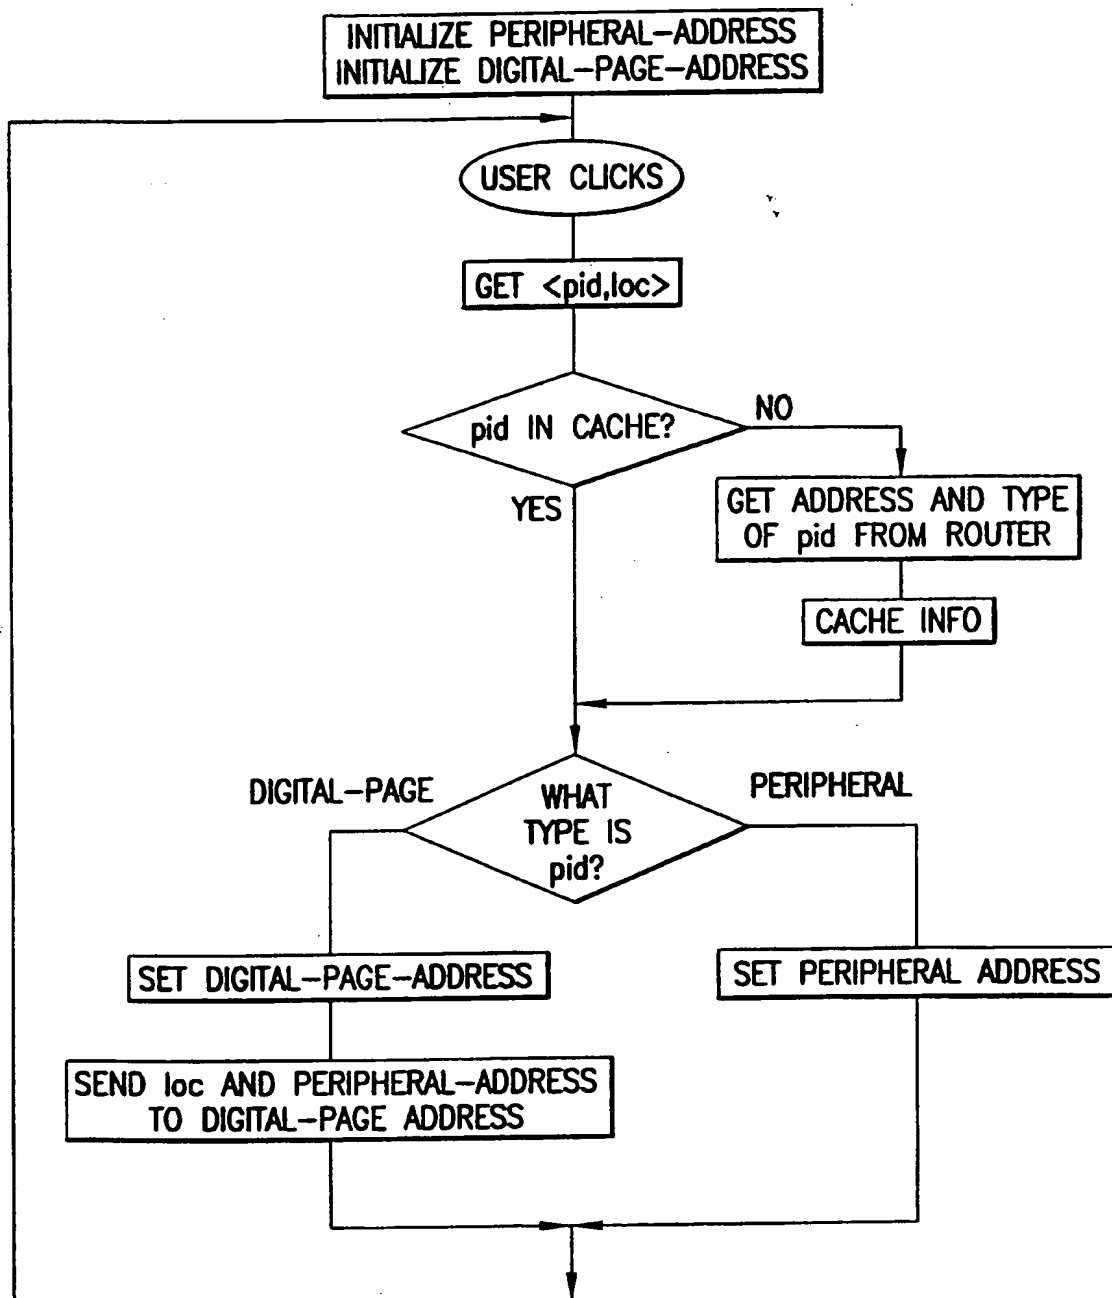 INITIALIZE PERIPHERAL-ADDRESS
INITIALIZE DIGITAL-PAGE-ADDRESS
USER CLICKS
GET <pid,loc>
pid IN CACHE?
NO
YES
GET ADDRESS AND TYPE
OF pid FROM ROUTER
CACHE INFO
DIGITAL-PAGE
WHAT
TYPE IS
pid?
PERIPHERAL
SET DIGITAL-PAGE-ADDRESS
SET PERIPHERAL ADDRESS
SEND loc AND PERIPHERAL-ADDRESS
TO DIGITAL-PAGE ADDRESS